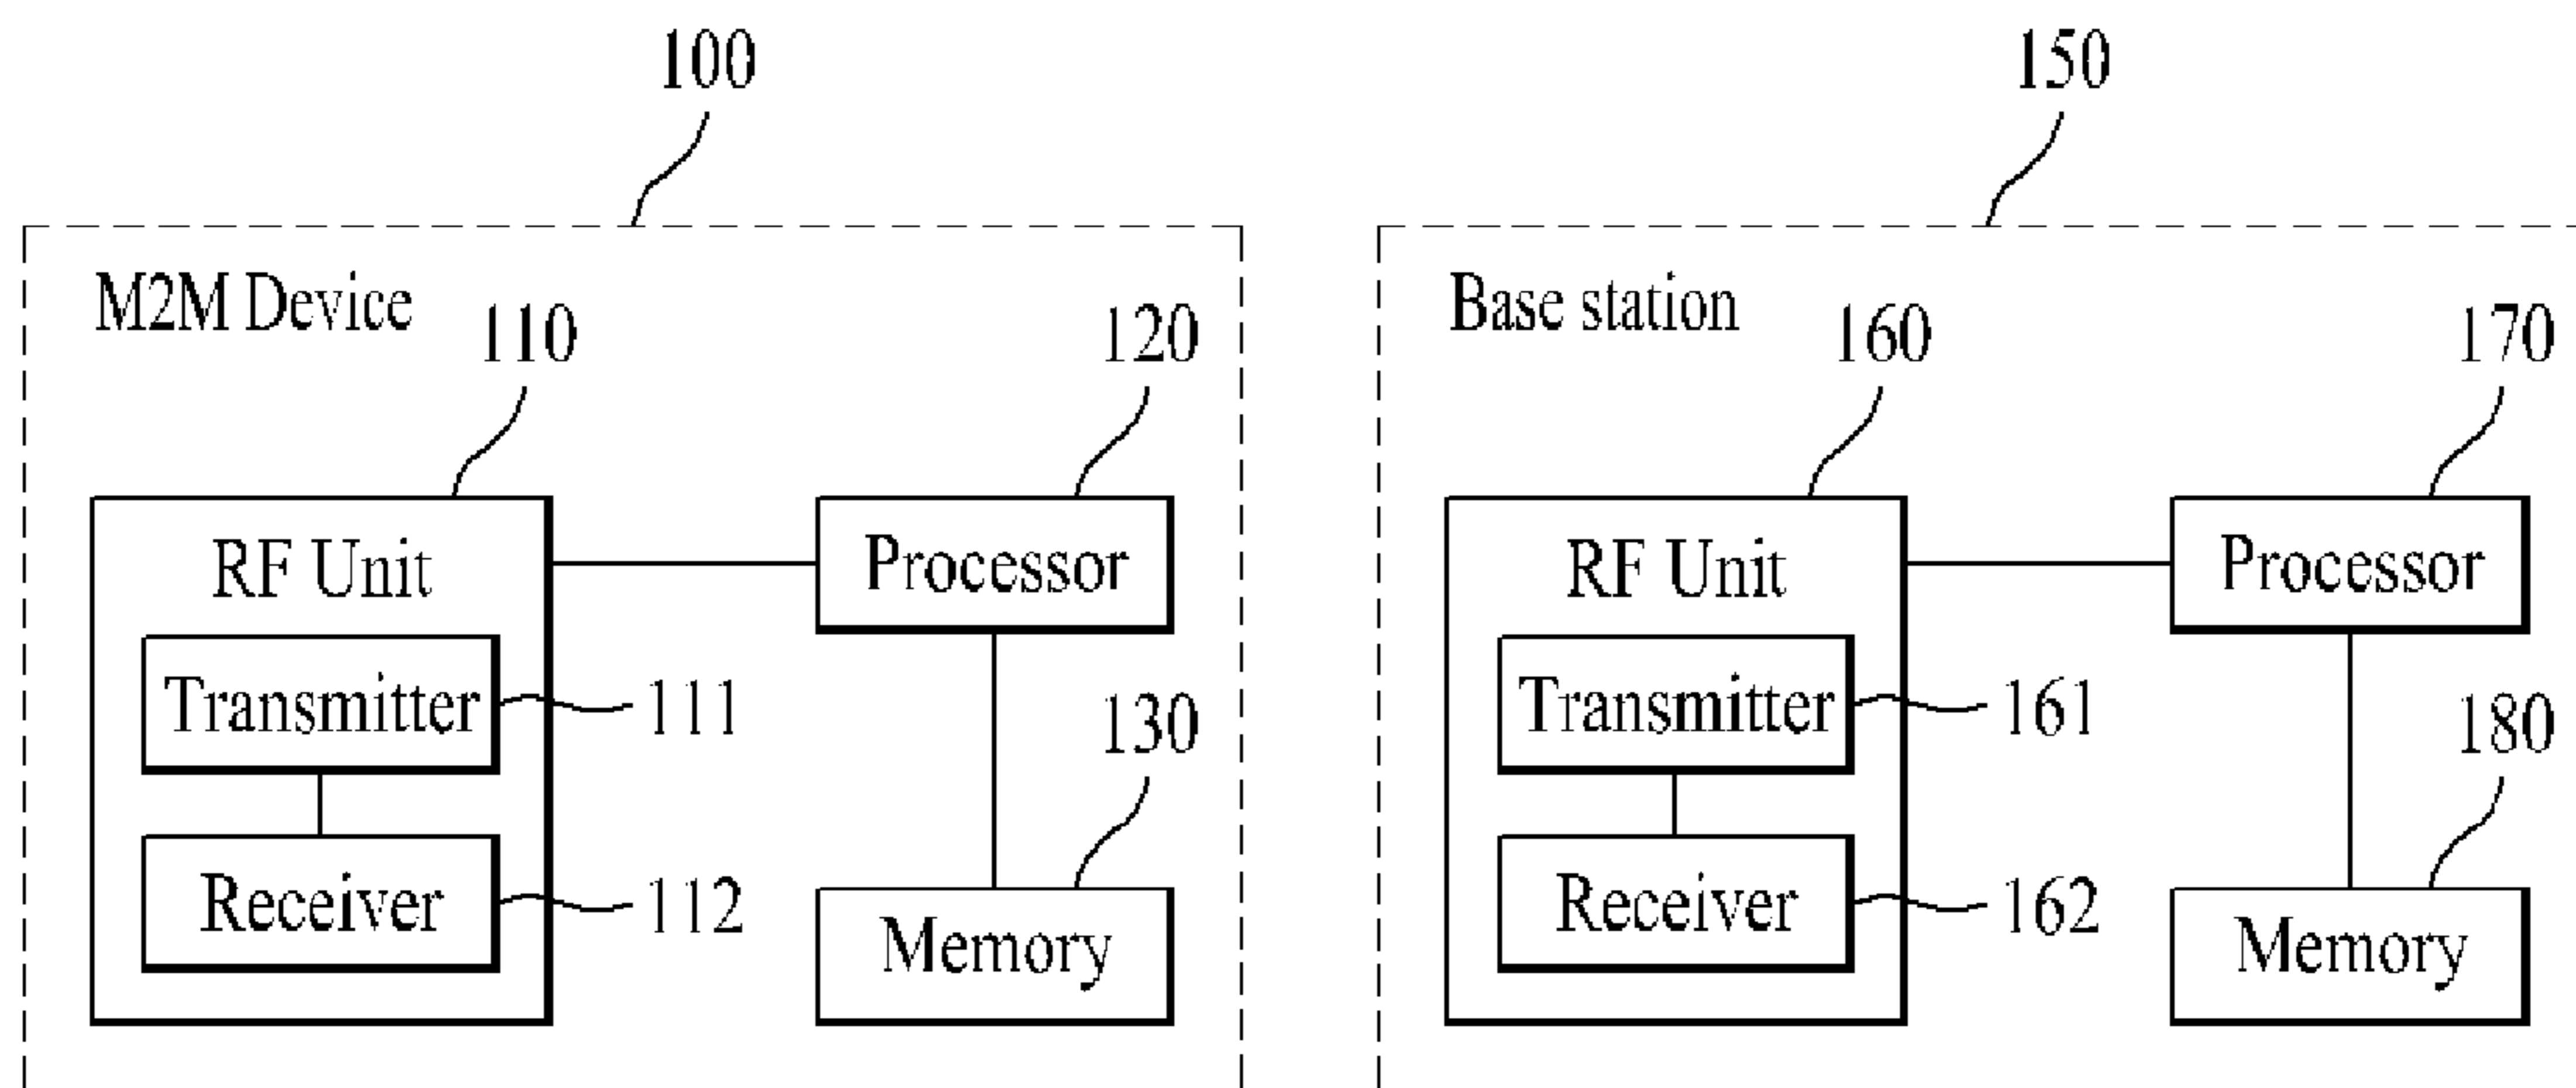 100
150
M2M Device
110
120
RF Unit
Processor
Transmitter
111
130
Receiver
112
Memory
Base station
160
170
RF Unit
Processor
Transmitter
161
180
Receiver
162
Memory